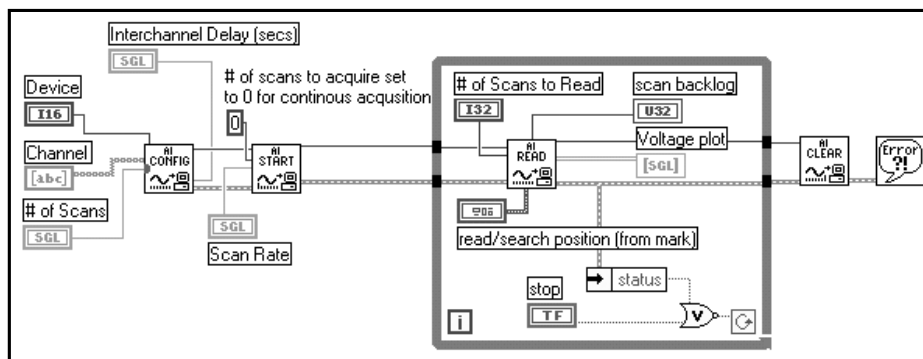 Interchannel Delay (secs)
SGL
Device
I16
# of scans to acquire set
to 0 for continous acqusition
0
Channel
[abc]
AI
CONFIG
AI
START
# of Scans
SGL
SGL
Scan Rate
# of Scans to Read
I32
scan backlog
U32
AI
READ
Voltage plot
[SGL]
read/search position (from mark)
status
stop
TF
V
i
AI
CLEAR
Error
?!